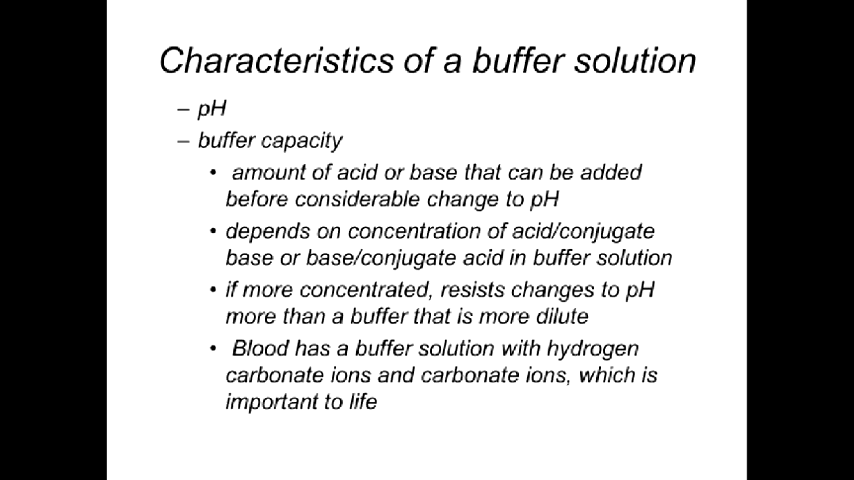 Characteristics of a buffer solution
– pH
– buffer capacity
• amount of acid or base that can be added
before considerable change to pH
• depends on concentration of acid/conjugate
base or base/conjugate acid in buffer solution
• if more concentrated, resists changes to pH
more than a buffer that is more dilute
• Blood has a buffer solution with hydrogen
carbonate ions and carbonate ions, which is
important to life